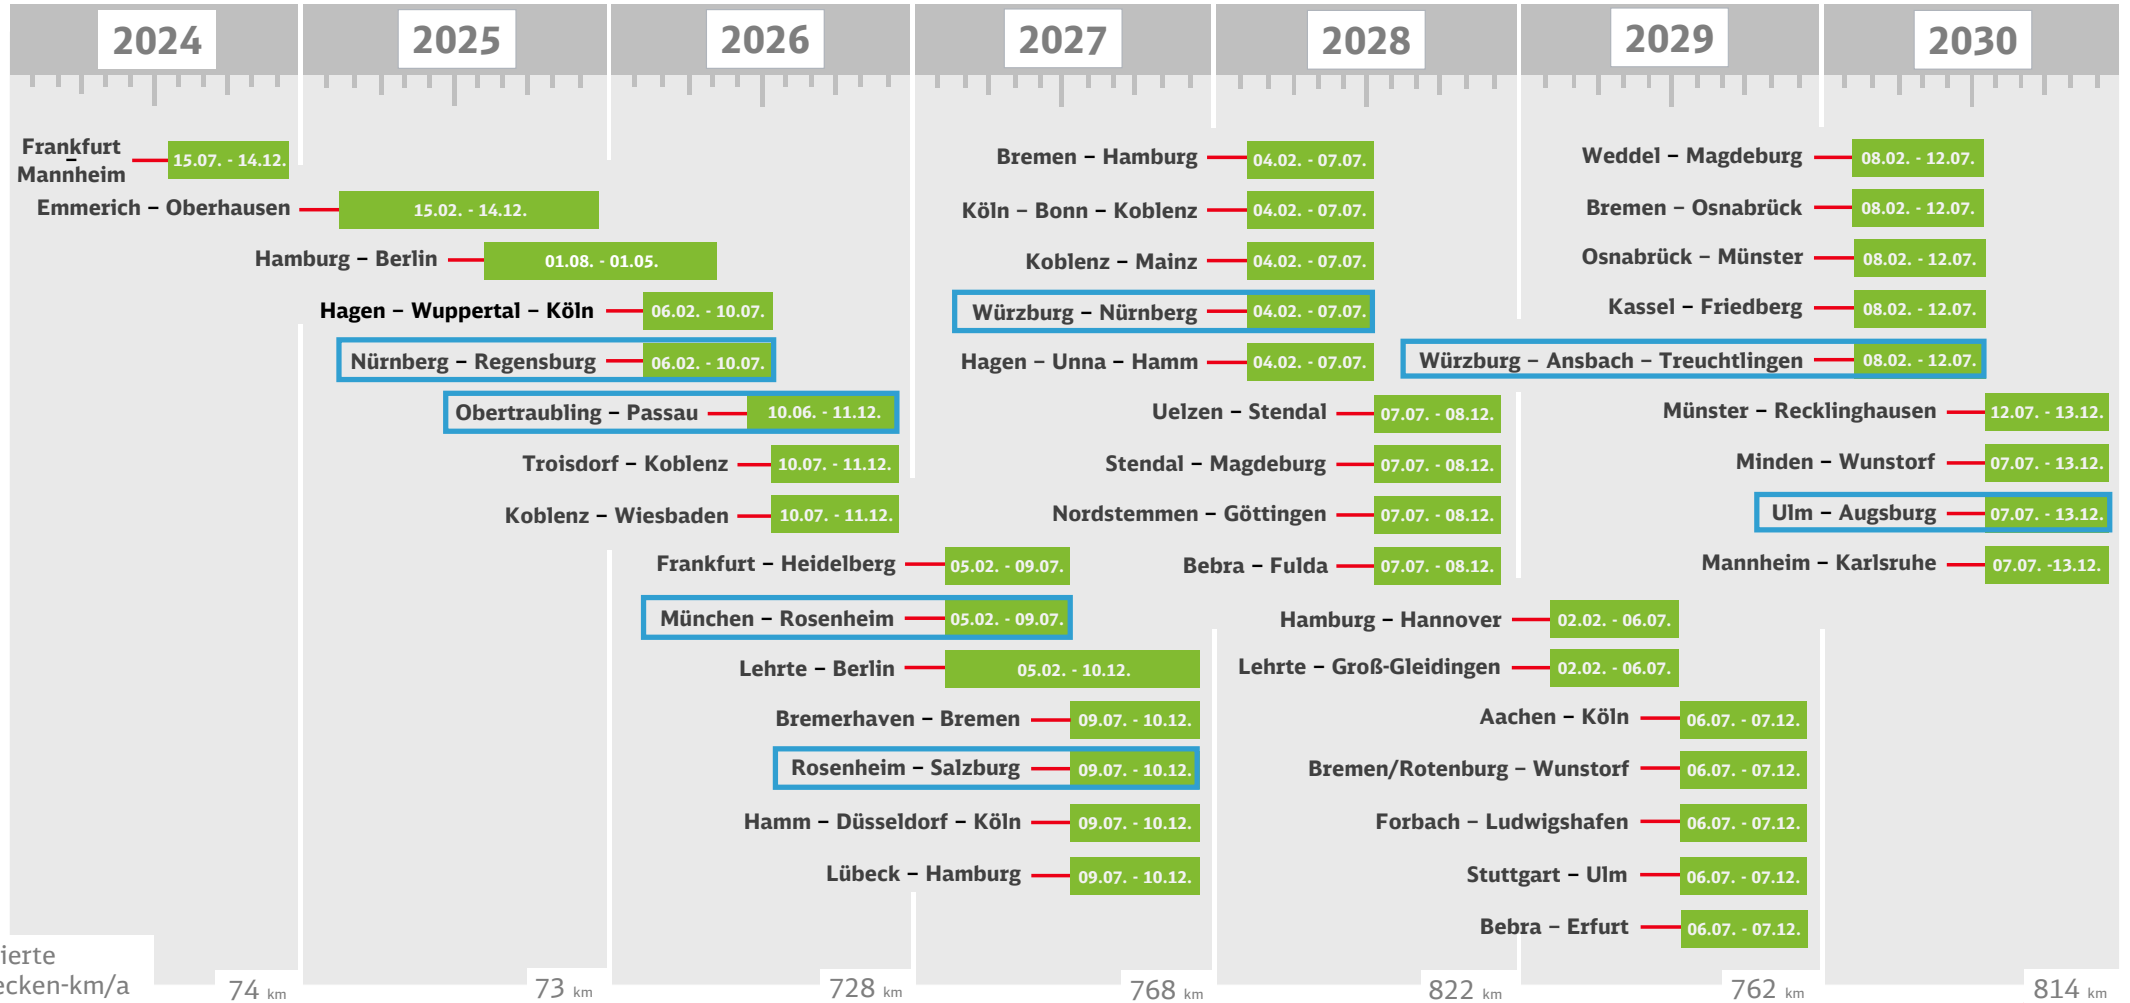 2024 2025 2026 2027 2028 2029 2030
Frankfurt
–
Mannheim
15.07. - 14.12.
Emmerich – Oberhausen 15.02. - 14.12.
Hamburg – Berlin 01.08. - 01.05.
Hagen – Wuppertal – Köln 06.02. - 10.07.
Nürnberg – Regensburg 06.02. - 10.07.
Obertraubling – Passau 10.06. - 11.12.
Troisdorf – Koblenz 10.07. - 11.12.
Koblenz – Wiesbaden 10.07. - 11.12.
Frankfurt – Heidelberg 05.02. - 09.07.
München – Rosenheim 05.02. - 09.07.
Lehrte – Berlin 05.02. - 10.12.
Bremerhaven – Bremen 09.07. - 10.12.
Rosenheim – Salzburg 09.07. - 10.12.
Hamm – Düsseldorf – Köln 09.07. - 10.12.
Lübeck – Hamburg 09.07. - 10.12.
Bremen – Hamburg 04.02. - 07.07.
Köln – Bonn – Koblenz 04.02. - 07.07.
Koblenz – Mainz 04.02. - 07.07.
Würzburg – Nürnberg 04.02. - 07.07.
Hagen – Unna – Hamm 04.02. - 07.07.
Uelzen – Stendal 07.07. - 08.12.
Stendal – Magdeburg 07.07. - 08.12.
Nordstemmen – Göttingen 07.07. - 08.12.
Bebra – Fulda 07.07. - 08.12.
Hamburg – Hannover 02.02. - 06.07.
Lehrte – Groß-Gleidingen 02.02. - 06.07.
Aachen – Köln 06.07. - 07.12.
Bremen/Rotenburg – Wunstorf 06.07. - 07.12.
Forbach – Ludwigshafen 06.07. - 07.12.
Stuttgart – Ulm 06.07. - 07.12.
Bebra – Erfurt 06.07. - 07.12.
Weddel – Magdeburg 08.02. - 12.07.
Bremen – Osnabrück 08.02. - 12.07.
Osnabrück – Münster 08.02. - 12.07.
Kassel – Friedberg 08.02. - 12.07.
Würzburg – Ansbach – Treuchtlingen 08.02. - 12.07.
Münster – Recklinghausen 12.07. - 13.12.
Minden – Wunstorf 07.07. - 13.12.
Ulm – Augsburg 07.07. - 13.12.
Mannheim – Karlsruhe 07.07. -13.12.
ierte
ecken-km/a 74 km 73 km 728 km 768 km 822 km 762 km 814 km